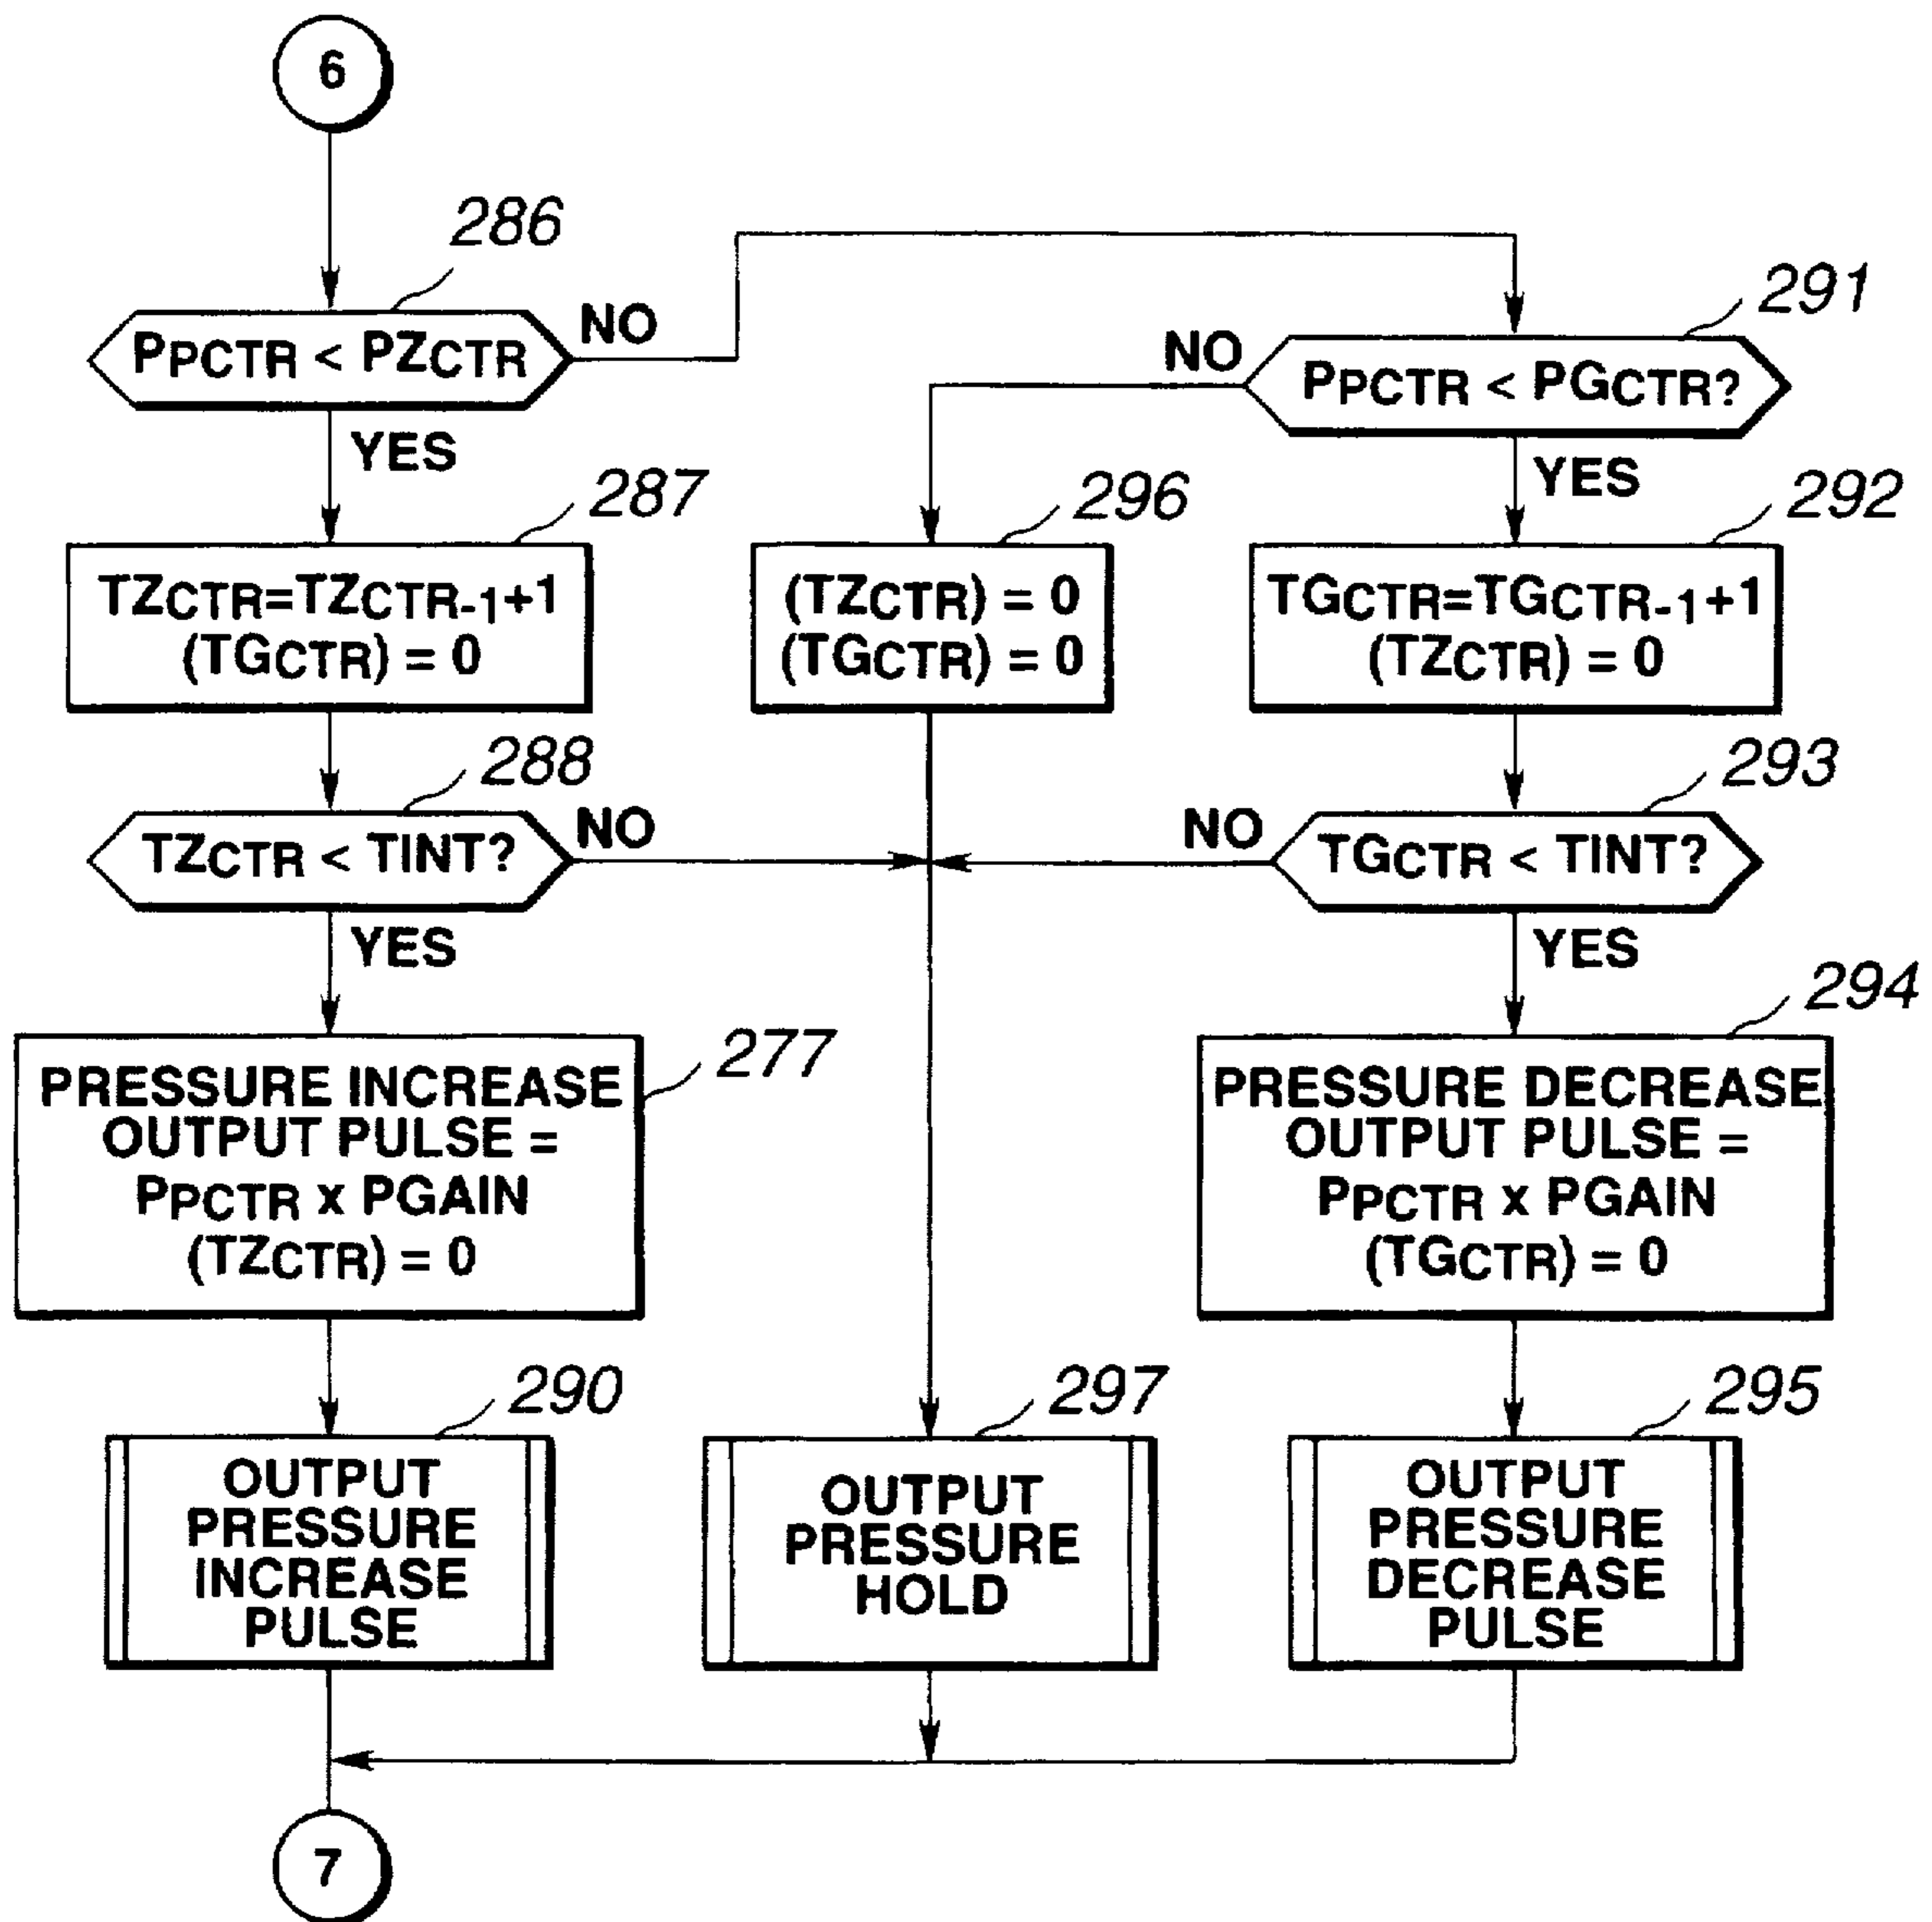 6
286
PPCTR < PZCTR
NO
YES
291
PPCTR < PGCTR?
NO
YES
287
TZCTR=TZCTR-1+1
(TGCTR) = 0
296
(TZCTR) = 0
(TGCTR) = 0
292
TGCTR=TGCTR-1+1
(TZCTR) = 0
288
TZCTR < TINT?
NO
YES
293
TGCTR < TINT?
NO
YES
277
PRESSURE INCREASE
OUTPUT PULSE =
PPCTR x PGAIN
(TZCTR) = 0
294
PRESSURE DECREASE
OUTPUT PULSE =
PPCTR x PGAIN
(TGCTR) = 0
290
OUTPUT
PRESSURE
INCREASE
PULSE
297
OUTPUT
PRESSURE
HOLD
295
OUTPUT
PRESSURE
DECREASE
PULSE
7